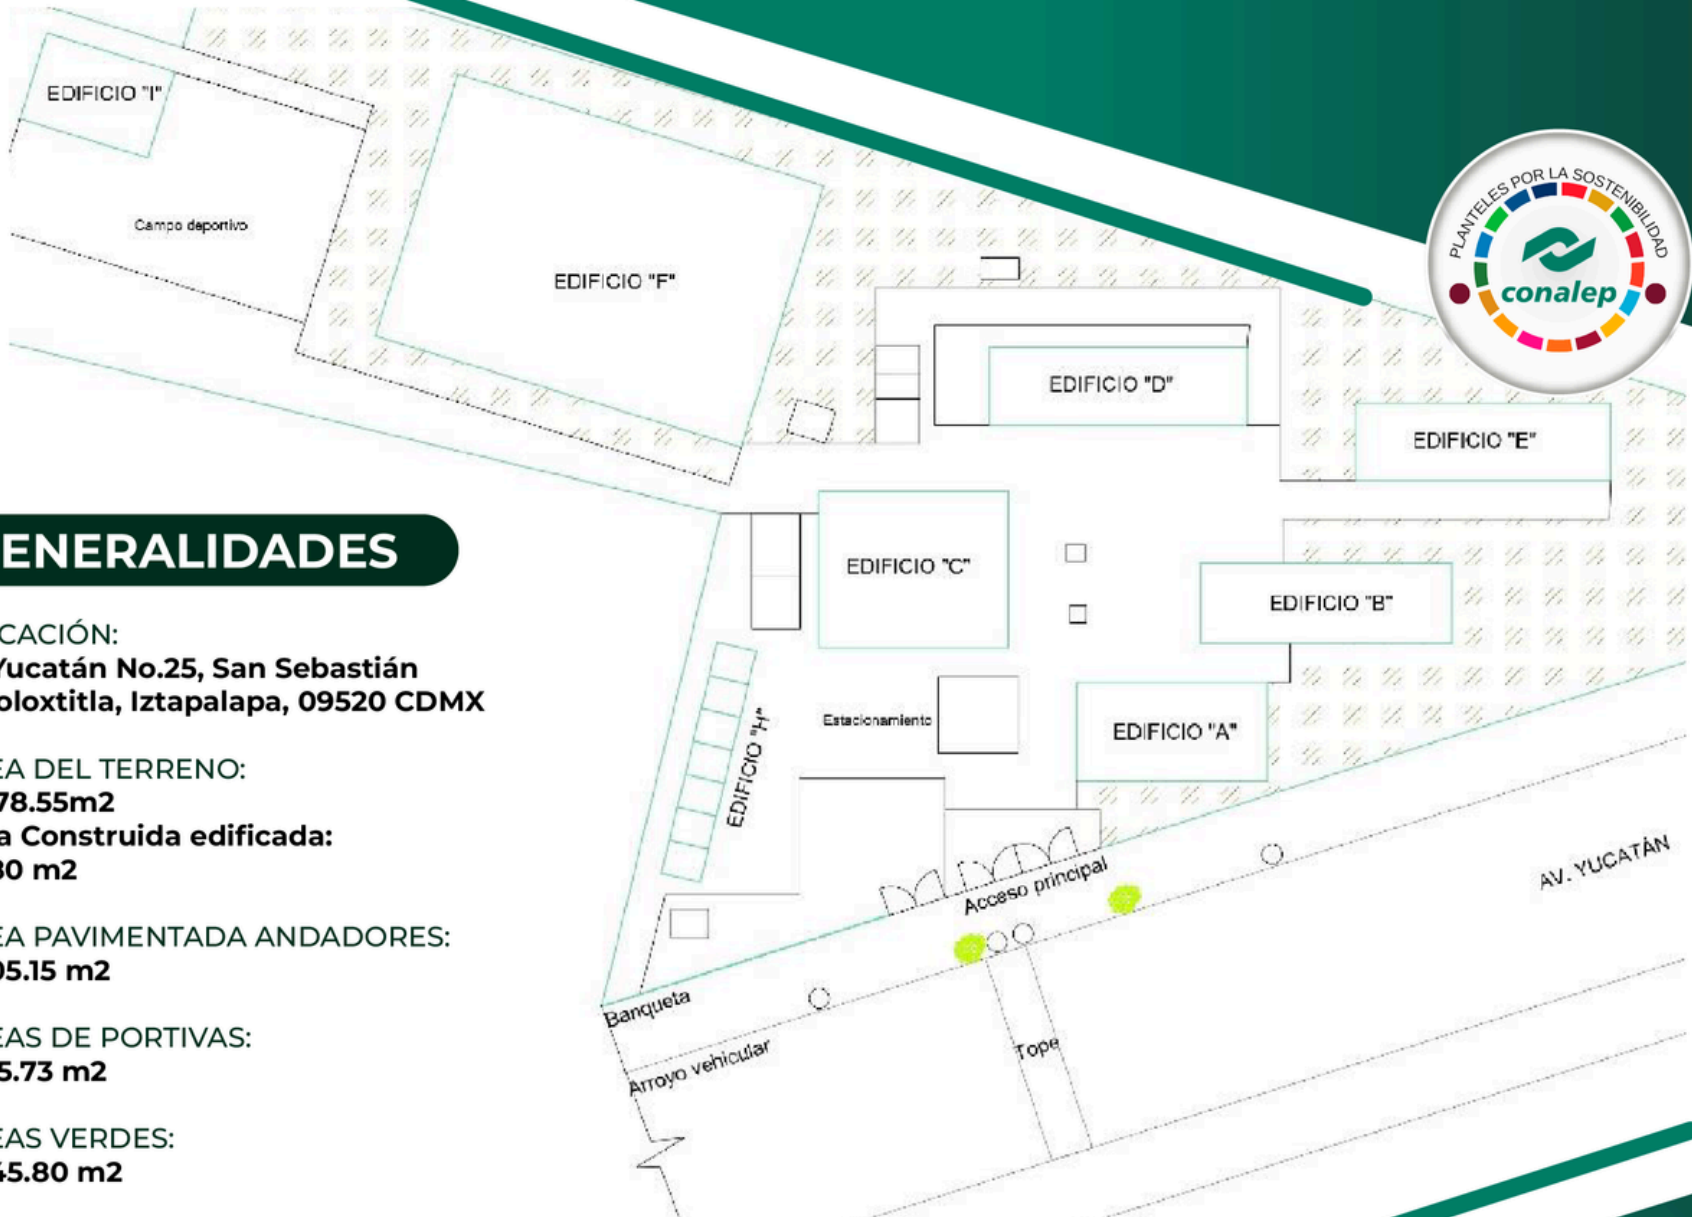 EDIFICIO "I"
Campo deportivo
EDIFICIO "F"
EDIFICIO "D"
EDIFICIO "E"
EDIFICIO "C"
EDIFICIO "B"
EDIFICIO "A"
EDIFICIO "H"
Estacionamiento
Acceso principal
Banqueta
Arroyo vehicular
Tope
AV. YUCATÁN
PLANTELES POR LA SOSTENIBILIDAD
conalep
ENERALIDADES
CACIÓN:
Yucatán No.25, San Sebastián
oloxtitla, Iztapalapa, 09520 CDMX
EA DEL TERRENO:
78.55m2
a Construida edificada:
80 m2
EA PAVIMENTADA ANDADORES:
05.15 m2
EAS DE PORTIVAS:
5.73 m2
EAS VERDES:
45.80 m2